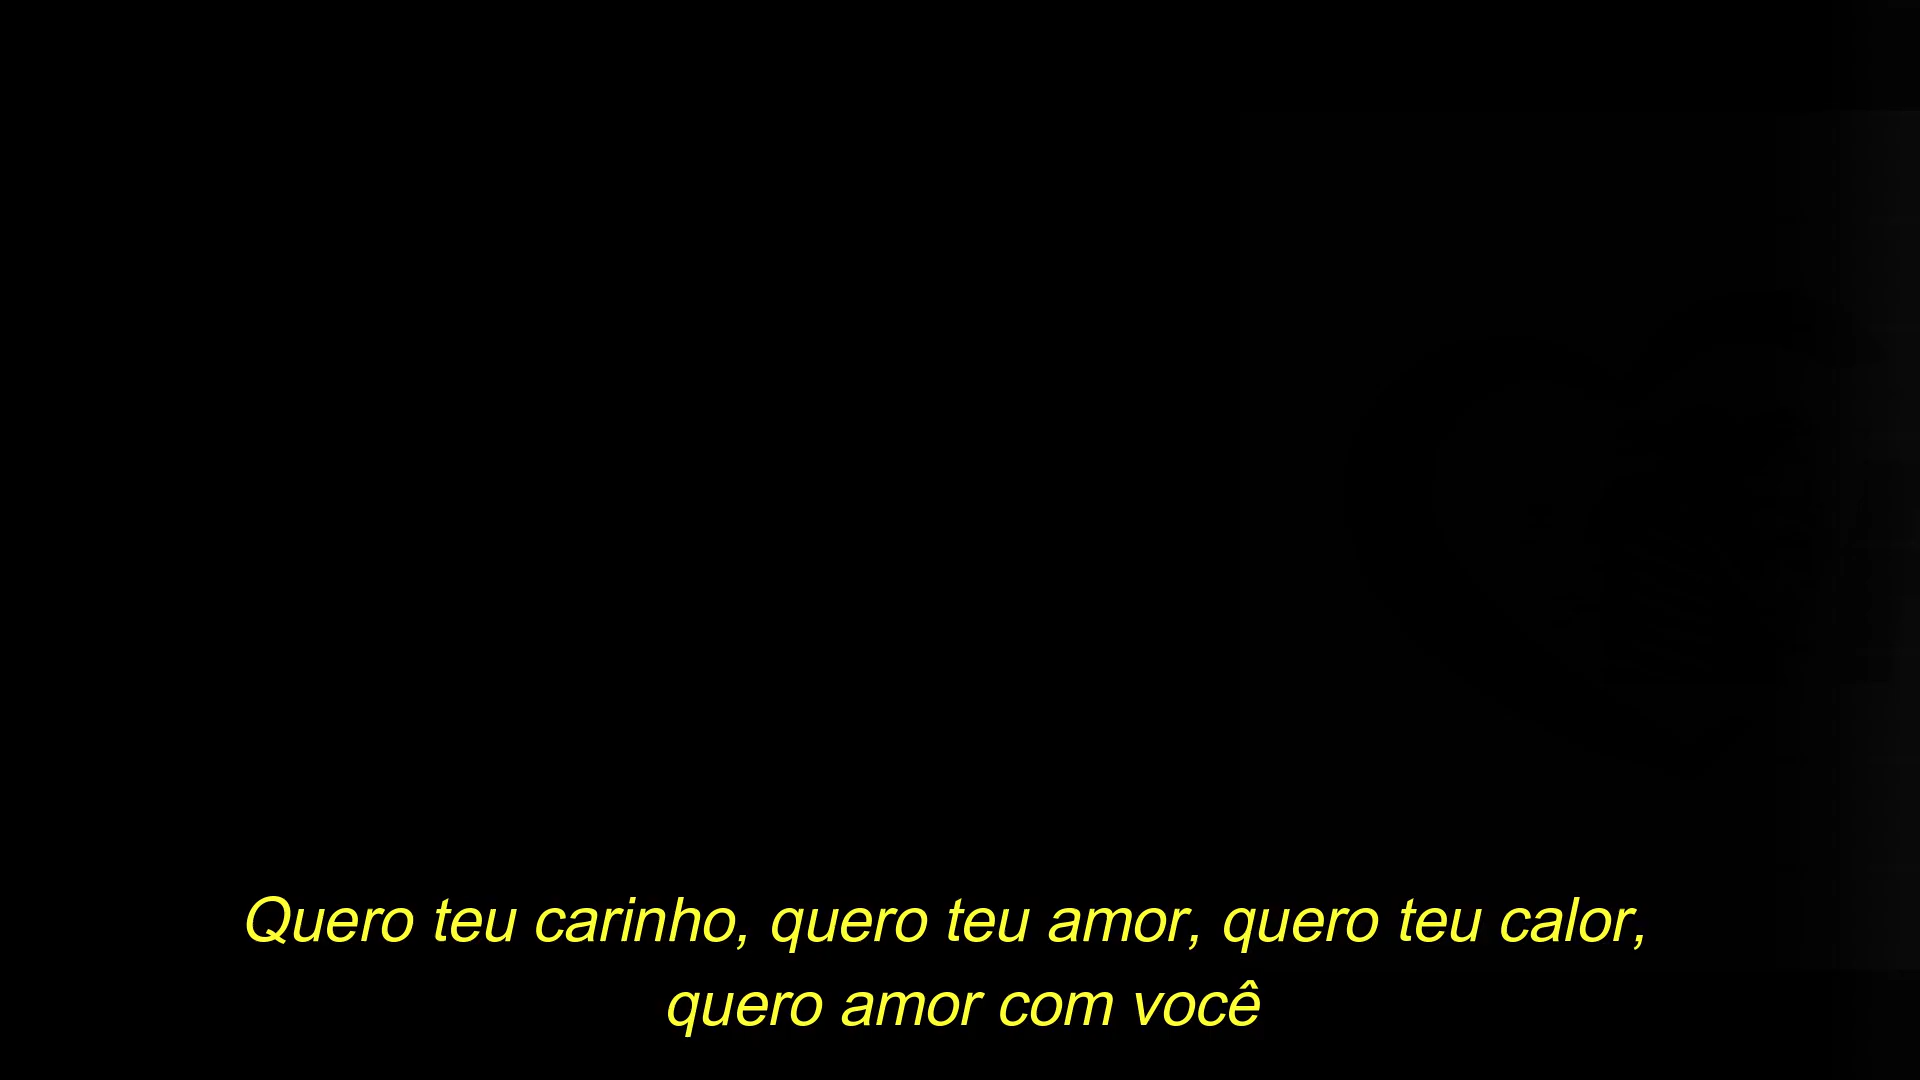 Quero teu carinho, quero teu amor, quero teu calor,
quero amor com você